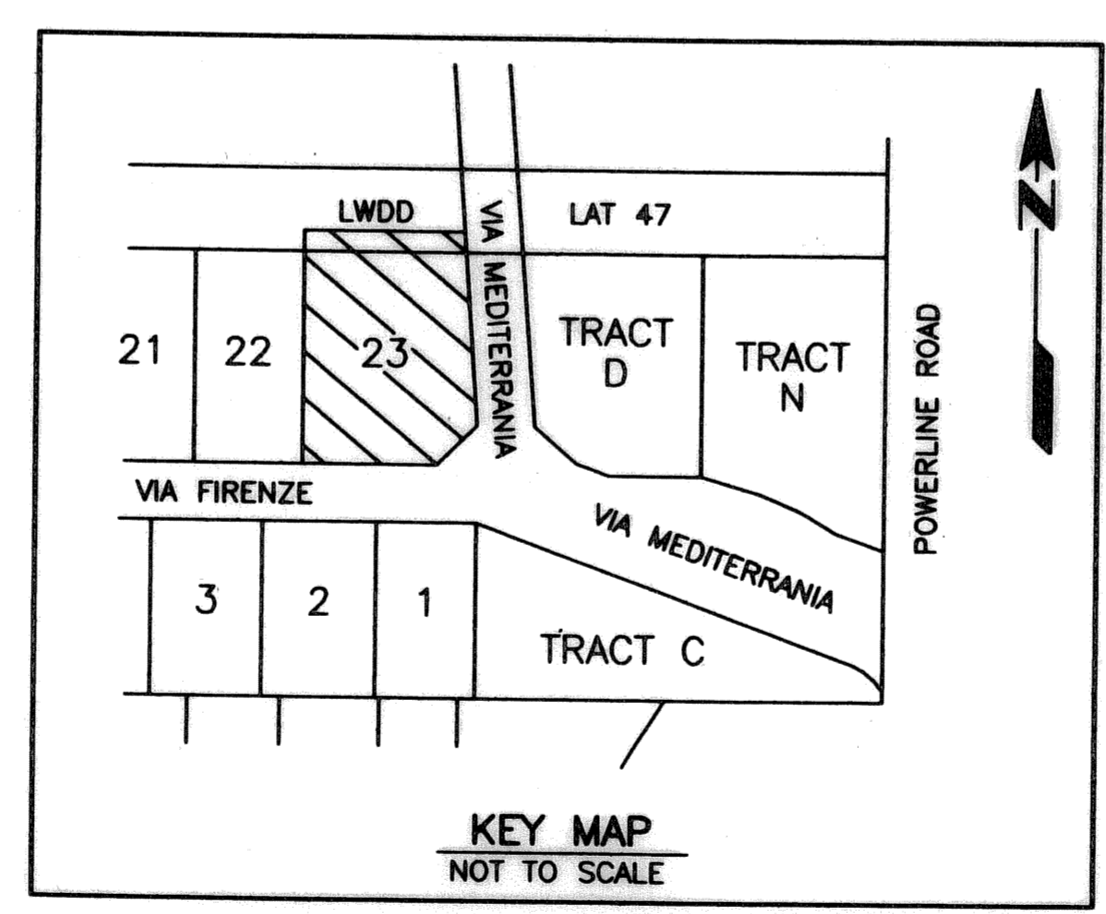 N
LWDD
LAT 47
VIA MEDITERRANIA
21
22
23
TRACT
D
TRACT
N
POWERLINE ROAD
VIA FIRENZE
VIA MEDITERRANIA
3
2
1
TRACT C
KEY MAP
NOT TO SCALE